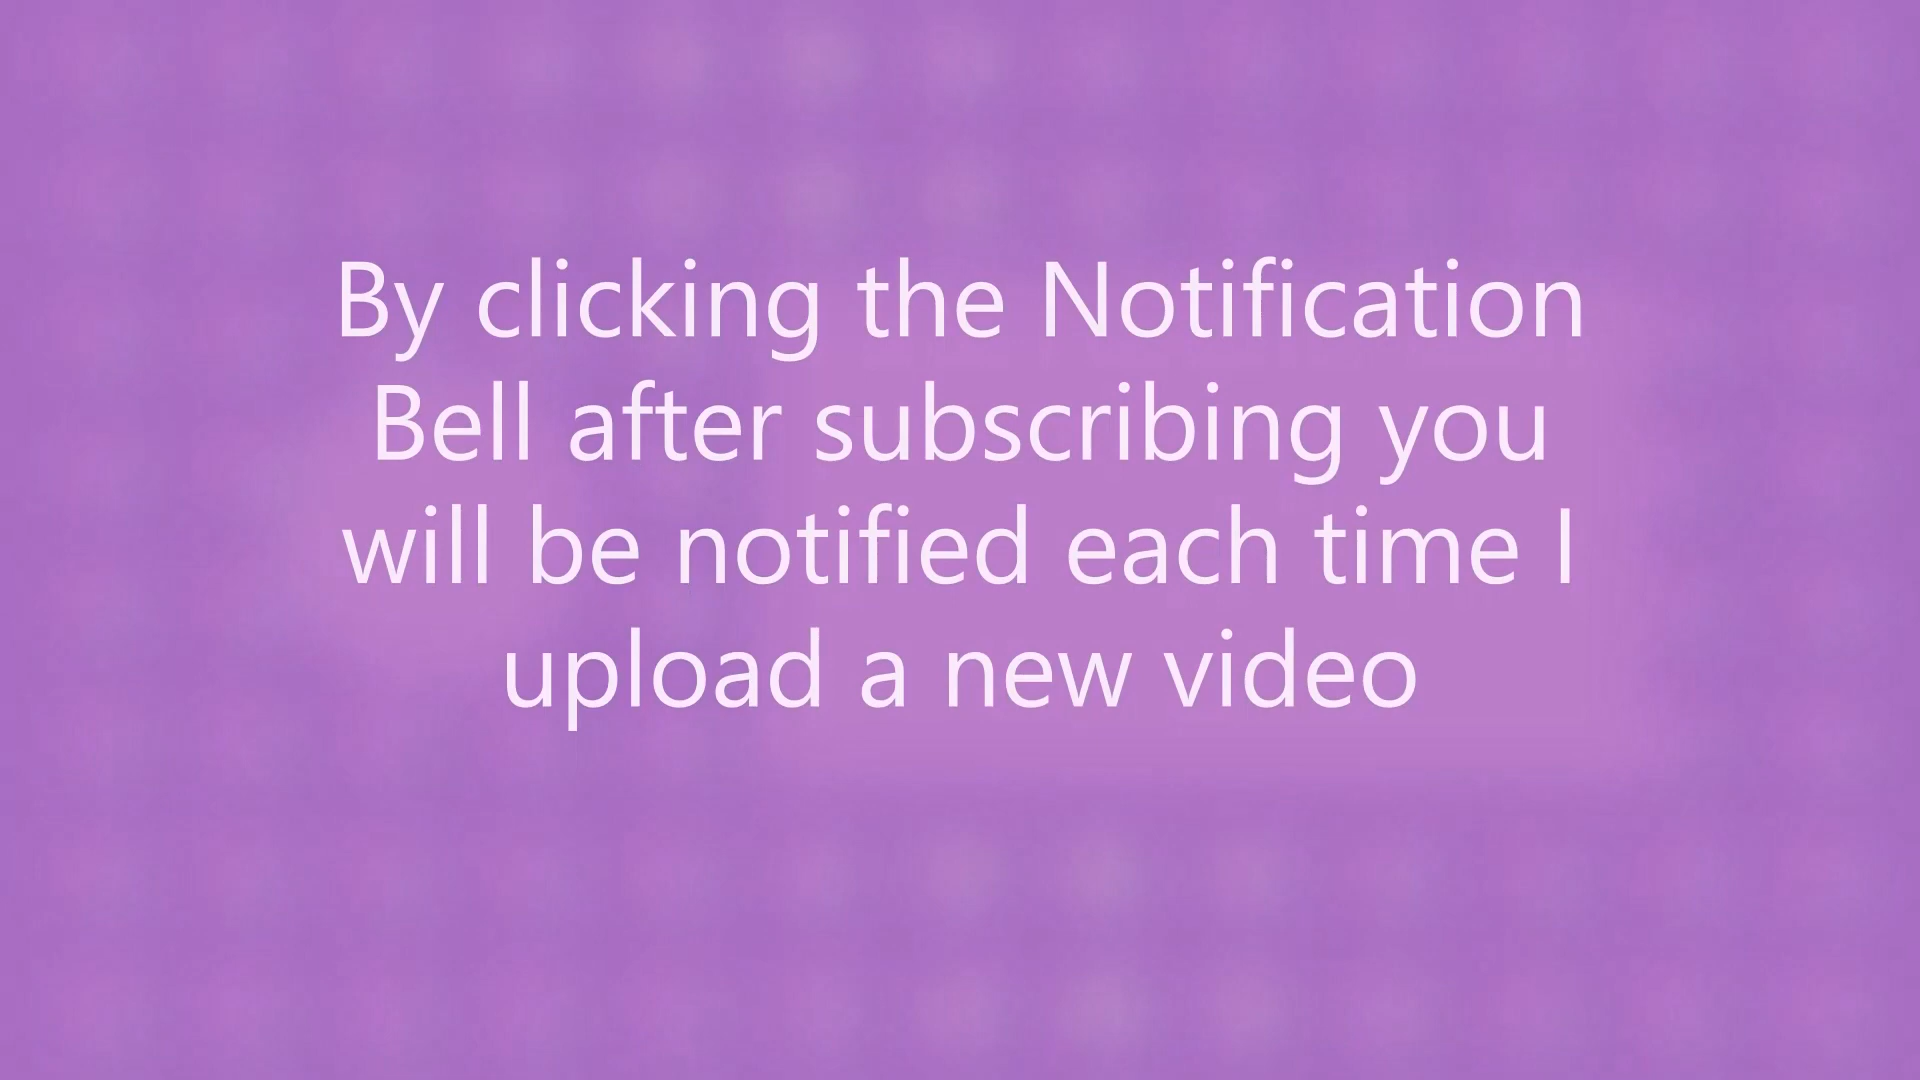 By clicking the Notification
Bell after subscribing you
will be notified each time I
upload a new video